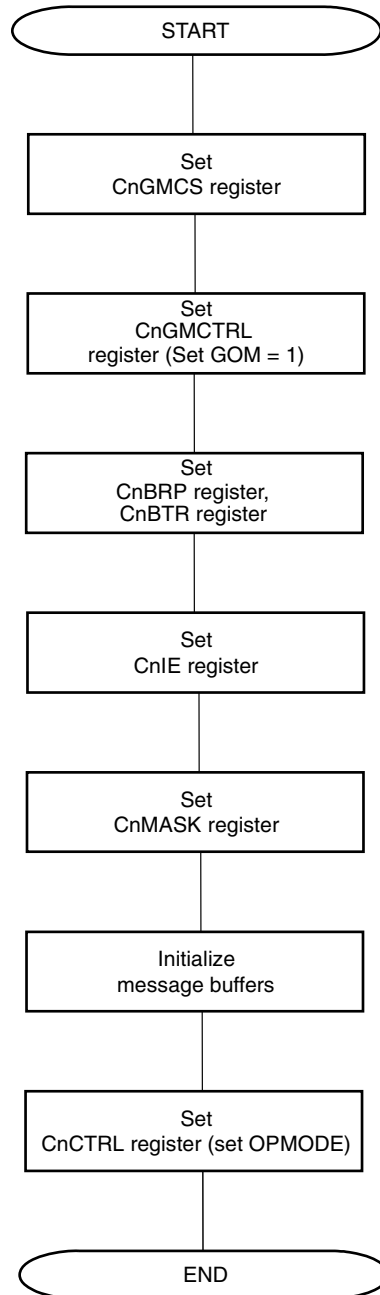 START
Set
CnGMCS register
Set
CnGMCTRL
register (Set GOM = 1)
Set
CnBRP register,
CnBTR register
Set
CnIE register
Set
CnMASK register
Initialize
message buffers
Set
CnCTRL register (set OPMODE)
END